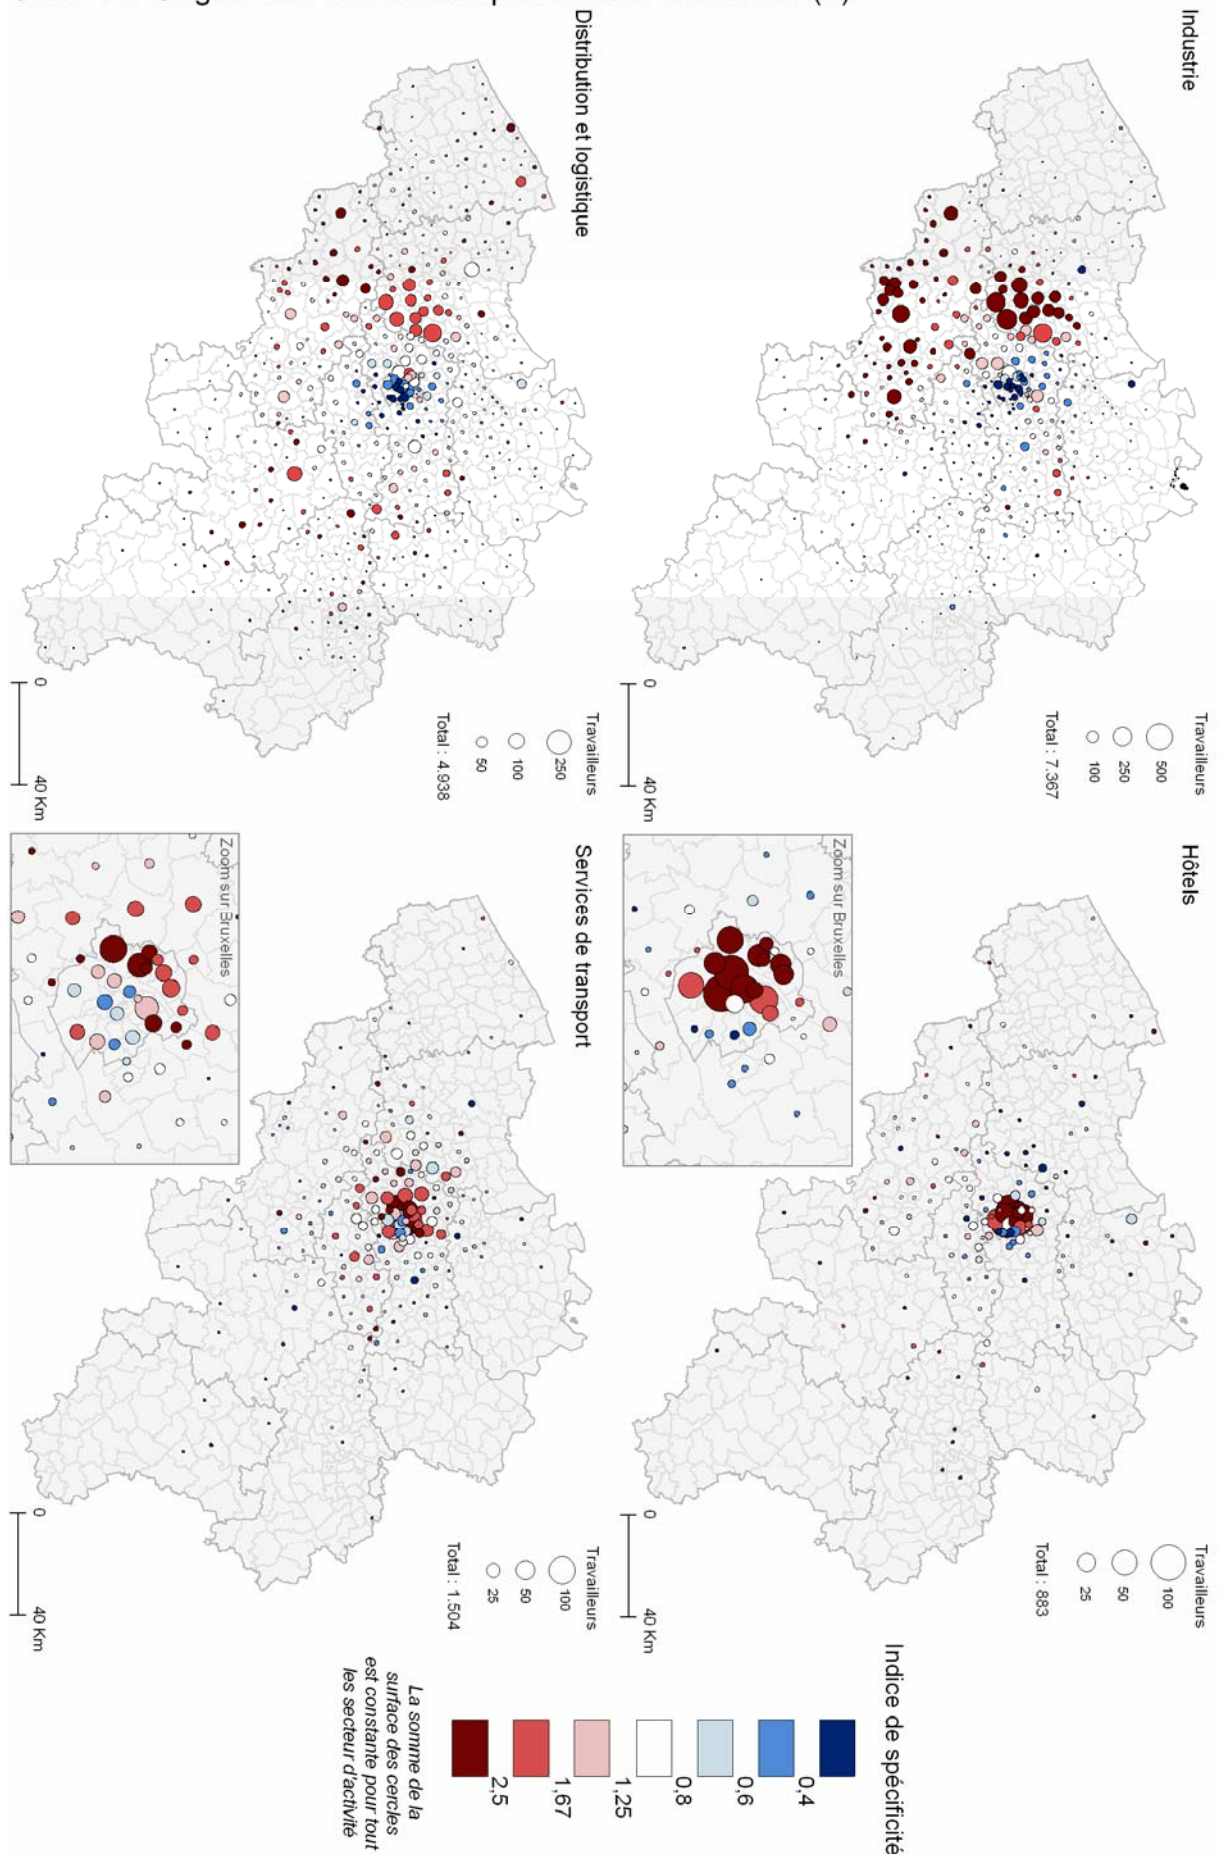 Industrie
Travailleurs
500
250
100
Total : 7.367
0
40 Km
Hôtels
Zoom sur Bruxelles
Travailleurs
100
50
25
Total : 883
0
40 Km
Distribution et logistique
Travailleurs
250
100
50
Total : 4.938
0
40 Km
Services de transport
Zoom sur Bruxelles
Travailleurs
100
50
25
Total : 1.504
0
40 Km
Indice de spécificité
0,4
0,6
0,8
1,25
1,67
2,5
La somme de la
surface des cercles
est constante pour tout
les secteur d'activité